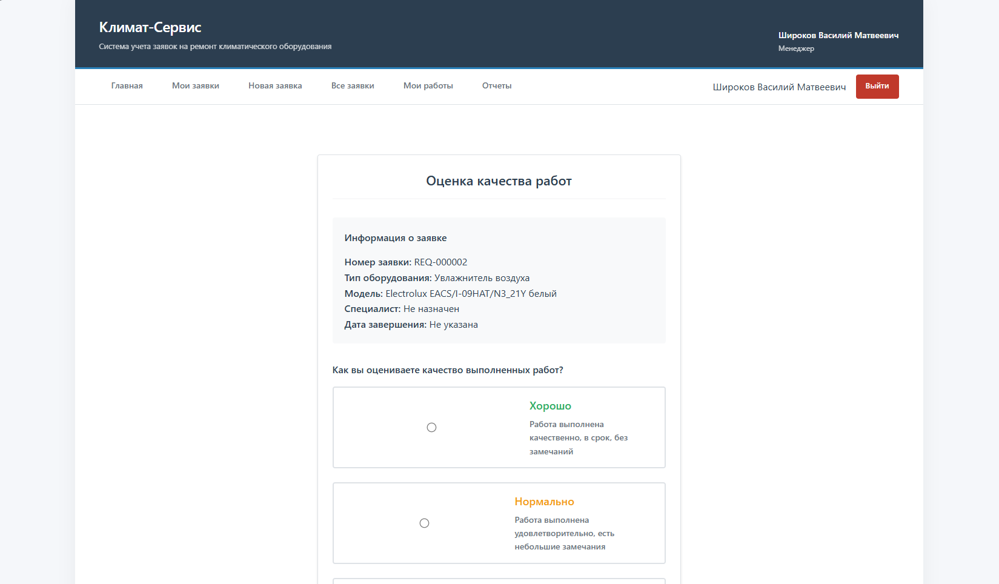 Климат-Сервис
Система учета заявок на ремонт климатического оборудования
Широков Василий Матвеевич
Менеджер
Главная Мои заявки Новая заявка Все заявки Мои работы Отчеты Широков Василий Матвеевич Выйти
Оценка качества работ
Информация о заявке
Номер заявки: REQ-000002
Тип оборудования: Увлажнитель воздуха
Модель: Electrolux EACS/I-09HAT/N3_21Y белый
Специалист: Не назначен
Дата завершения: Не указана
Как вы оцениваете качество выполненных работ?
Хорошо
Работа выполнена
качественно, в срок, без
замечаний
Нормально
Работа выполнена
удовлетворительно, есть
небольшие замечания